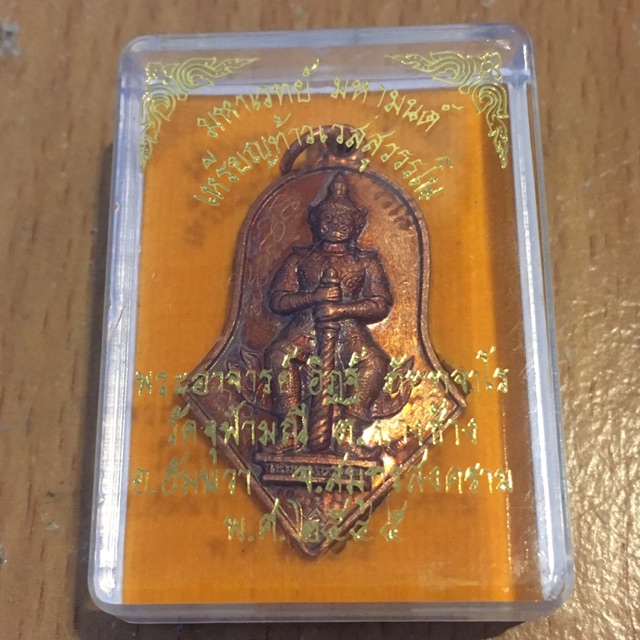 มหาเวทย์ มหามนต์
เหรียญท้าวเวสสุวรรโณ
พระอาจารย์ อิฏฐ์ ภัททจาโร
วัดจุฬามณี ต.บางช้าง
อ.อัมพวา จ.สมุทรสงคราม
พ.ศ.๒๕๔๕